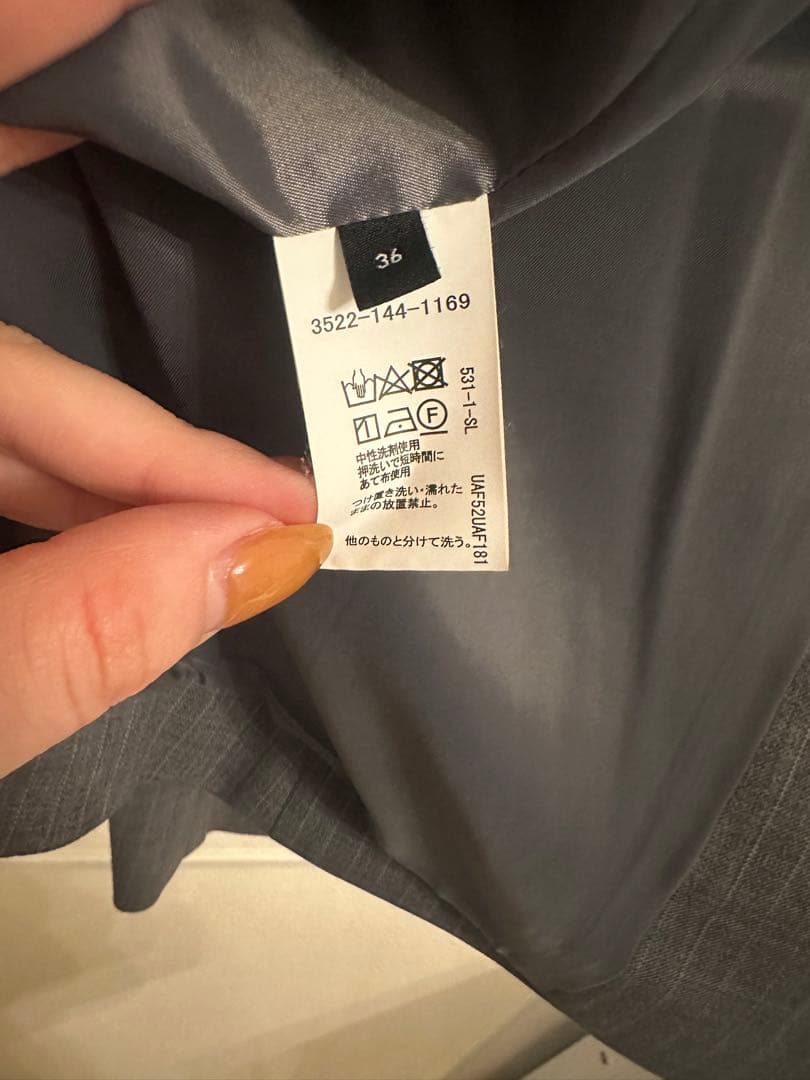 36
3522-144-1169
531-1-SL
F
中性洗剤使用
押洗いで短時間に
あて布使用
つけ置き洗い・濡れた
ままの放置禁止。
UAF52UAF181
他のものと分けて洗う。